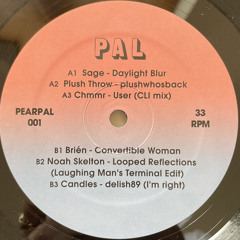 PAL
A1 Sage - Daylight Blur
A2 Plush Throw - plushwhosback
A3 Chmmr - User (CLI mix)
PEARPAL
001
33
RPM
B1 Brién - Convertible Woman
B2 Noah Skelton - Looped Reflections
(Laughing Man's Terminal Edit)
B3 Candles - delish89 (I'm right)